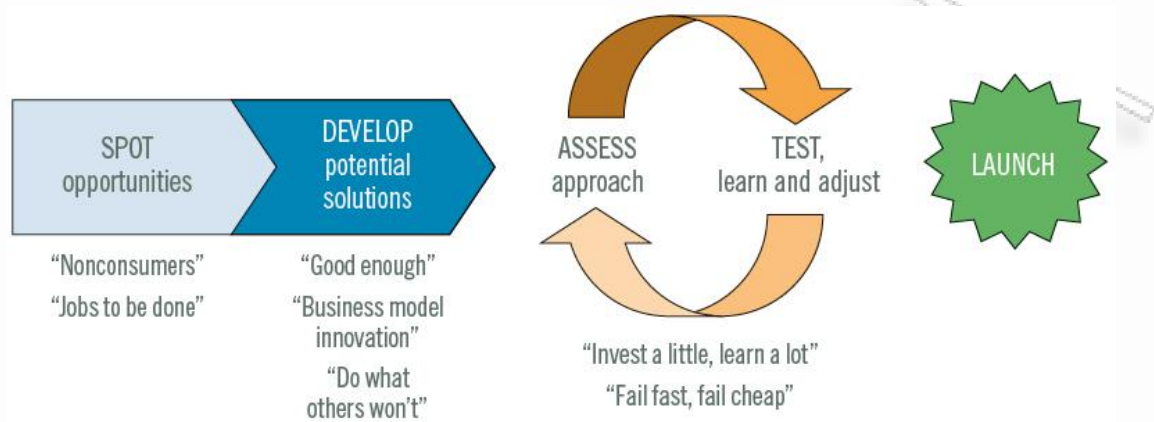 SPOT
opportunities
DEVELOP
potential
solutions
ASSESS
approach
TEST,
learn and adjust
LAUNCH
“Nonconsumers”
“Jobs to be done”
“Good enough”
“Business model
innovation”
“Do what
others won’t”
“Invest a little, learn a lot”
“Fail fast, fail cheap”